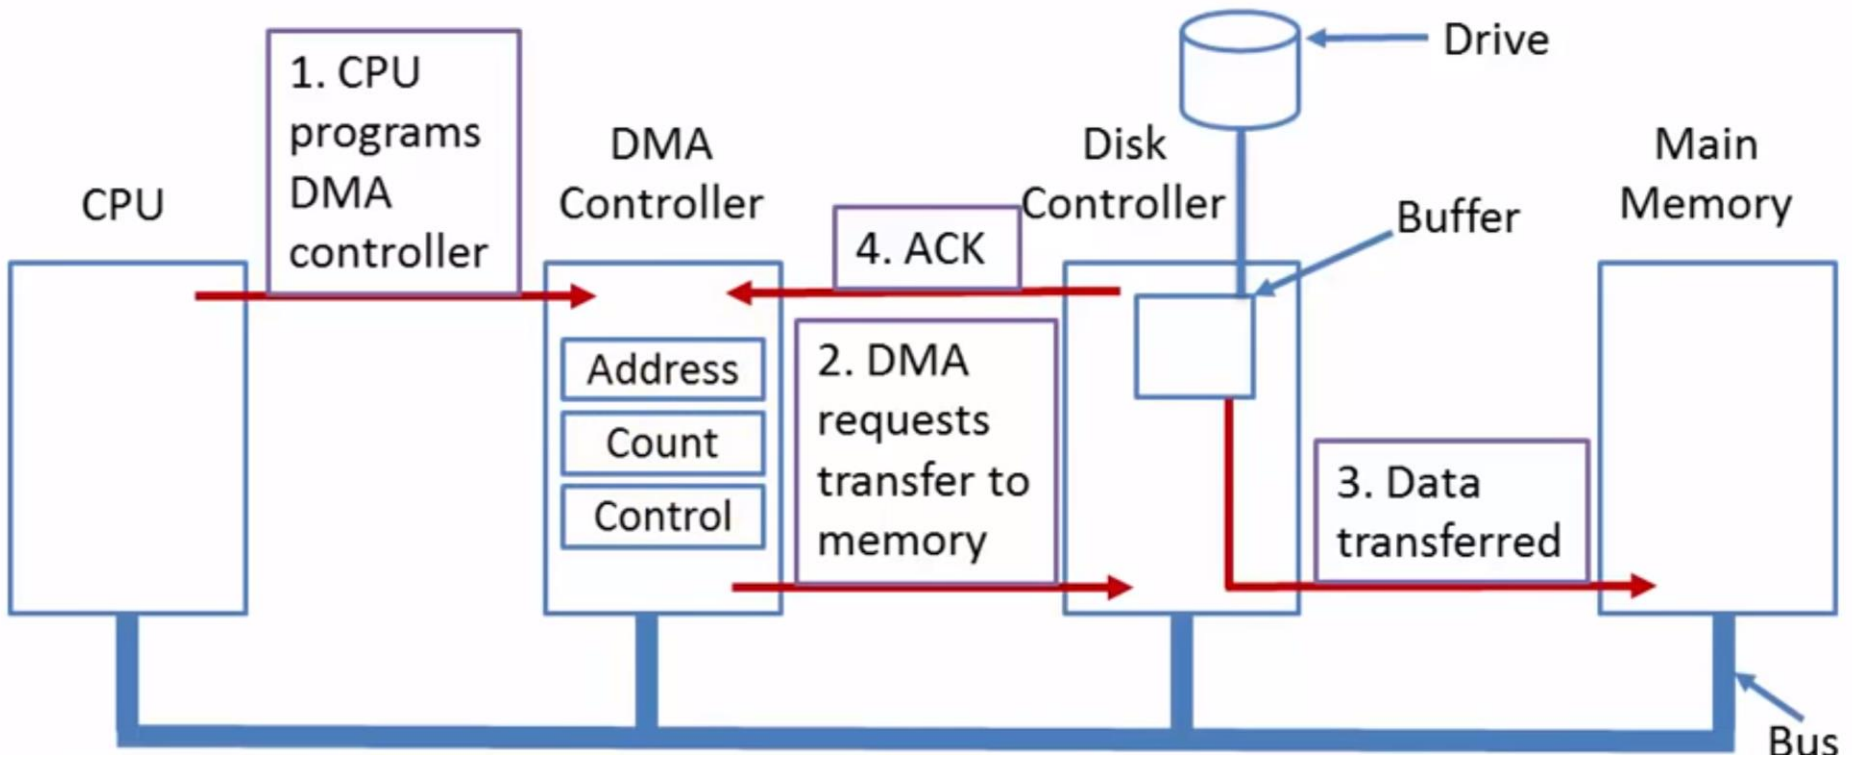 1. CPU
programs
DMA
controller
CPU
DMA
Controller
4. ACK
Disk
Controller
Drive
Buffer
Main
Memory
Address
Count
Control
2. DMA
requests
transfer to
memory
3. Data
transferred
Bus